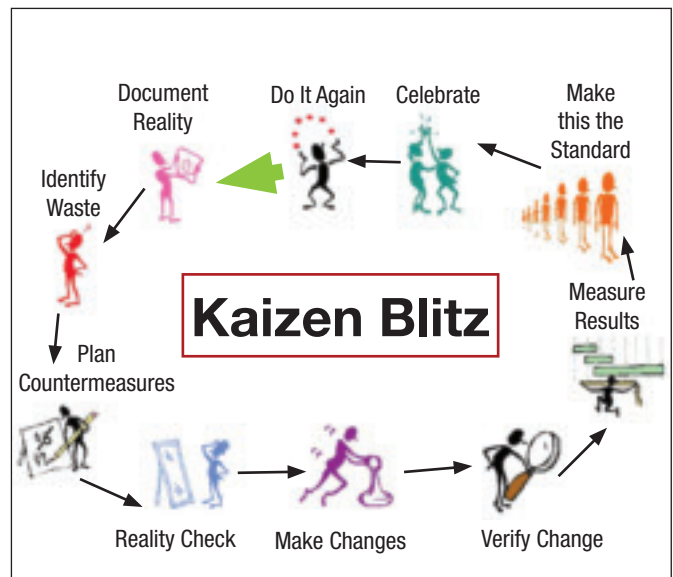 Document
Reality
Do It Again
Celebrate
Make
this the
Standard
Identify
Waste
Kaizen Blitz
Measure
Results
Plan
Countermeasures
Reality Check
Make Changes
Verify Change